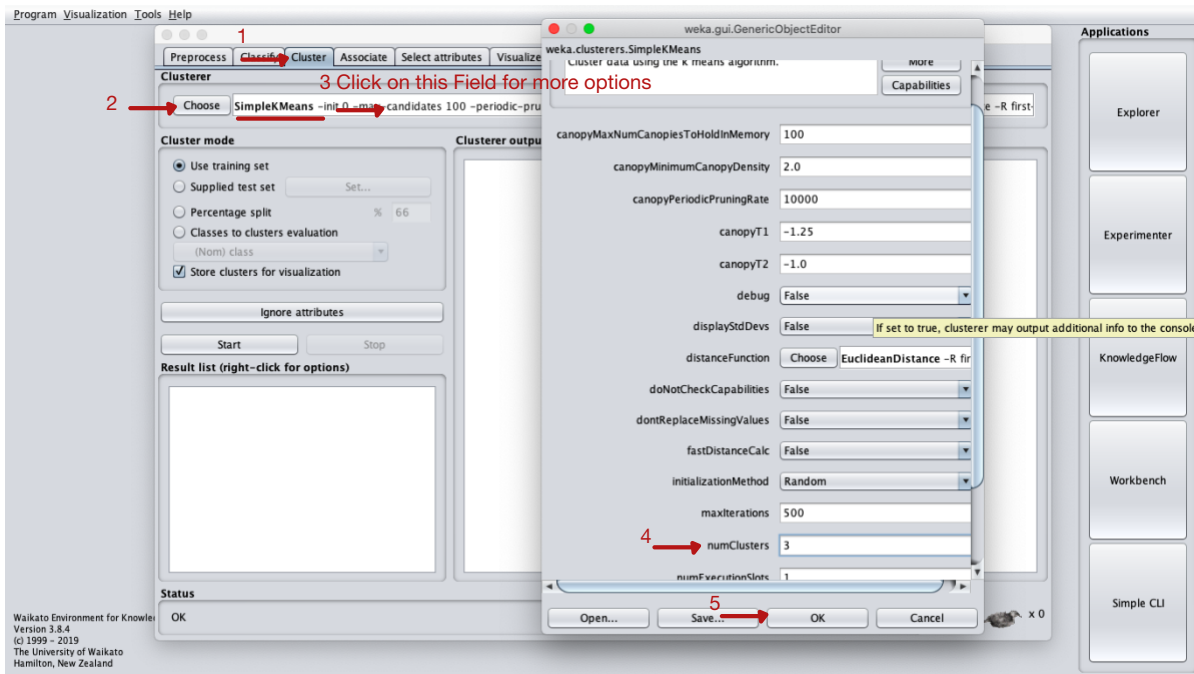 Program Visualization Tools Help
1
Preprocess Classify Cluster Associate Select attributes Visualize
Clusterer
3 Click on this Field for more options
2
Choose SimpleKMeans -init 0 -max-candidates 100 -periodic-pru
e -R first-
Cluster mode
Use training set
Supplied test set Set...
Percentage split % 66
Classes to clusters evaluation
(Nom) class
Store clusters for visualization
Ignore attributes
Start Stop
Result list (right-click for options)
Clusterer outpu
Status
OK
x 0
weka.gui.GenericObjectEditor
weka.clusterers.SimpleKMeans
Cluster data using the k means algorithm.
More
Capabilities
canopyMaxNumCanopiesToHoldInMemory 100
canopyMinimumCanopyDensity 2.0
canopyPeriodicPruningRate 10000
canopyT1 -1.25
canopyT2 -1.0
debug False
displayStdDevs False
If set to true, clusterer may output additional info to the console
distanceFunction Choose EuclideanDistance -R fir
doNotCheckCapabilities False
dontReplaceMissingValues False
fastDistanceCalc False
initializationMethod Random
maxIterations 500
4
numClusters 3
numExecutionSlots 1
5
Open... Save... OK Cancel
Applications
Explorer
Experimenter
KnowledgeFlow
Workbench
Simple CLI
Waikato Environment for Knowle
Version 3.8.4
(c) 1999 - 2019
The University of Waikato
Hamilton, New Zealand